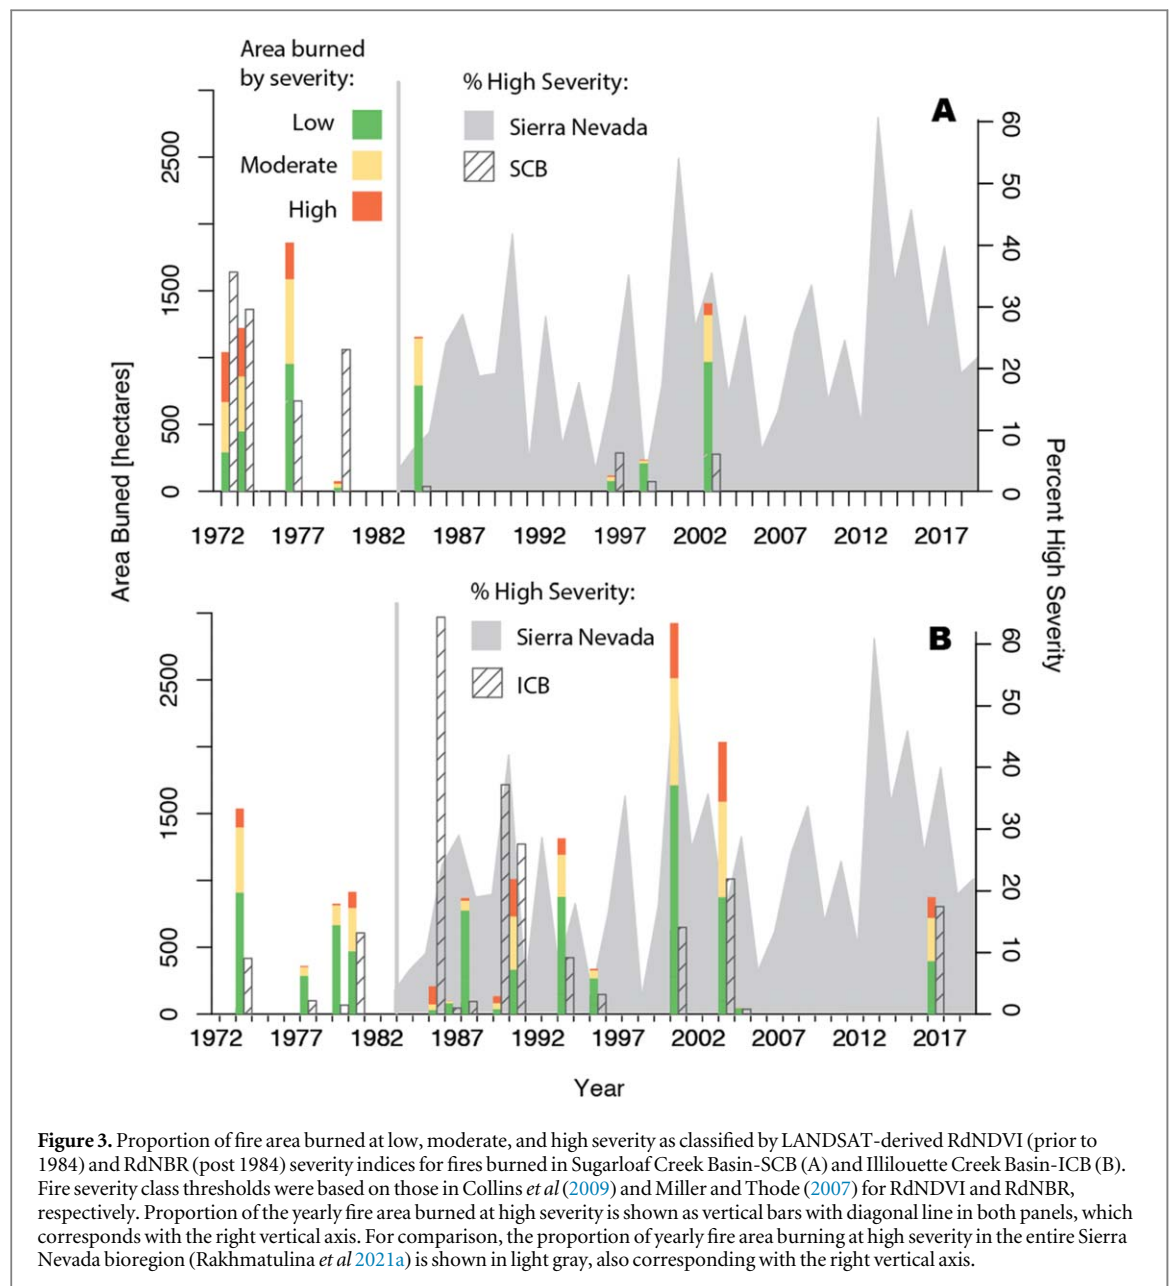 Area burned
by severity:
Low
Moderate
High
% High Severity:
Sierra Nevada
SCB
A
2500
1500
500
0
60
50
40
30
20
10
0
1972 1977 1982 1987 1992 1997 2002 2007 2012 2017
Area Buned [hectares]
Percent High Severity
% High Severity:
Sierra Nevada
ICB
B
2500
1500
500
0
60
50
40
30
20
10
0
1972 1977 1982 1987 1992 1997 2002 2007 2012 2017
Year
Figure 3. Proportion of fire area burned at low, moderate, and high severity as classified by LANDSAT-derived RdNDVI (prior to
1984) and RdNBR (post 1984) severity indices for fires burned in Sugarloaf Creek Basin-SCB (A) and Illilouette Creek Basin-ICB (B).
Fire severity class thresholds were based on those in Collins et al (2009) and Miller and Thode (2007) for RdNDVI and RdNBR,
respectively. Proportion of the yearly fire area burned at high severity is shown as vertical bars with diagonal line in both panels, which
corresponds with the right vertical axis. For comparison, the proportion of yearly fire area burning at high severity in the entire Sierra
Nevada bioregion (Rakhmatulina et al 2021a) is shown in light gray, also corresponding with the right vertical axis.